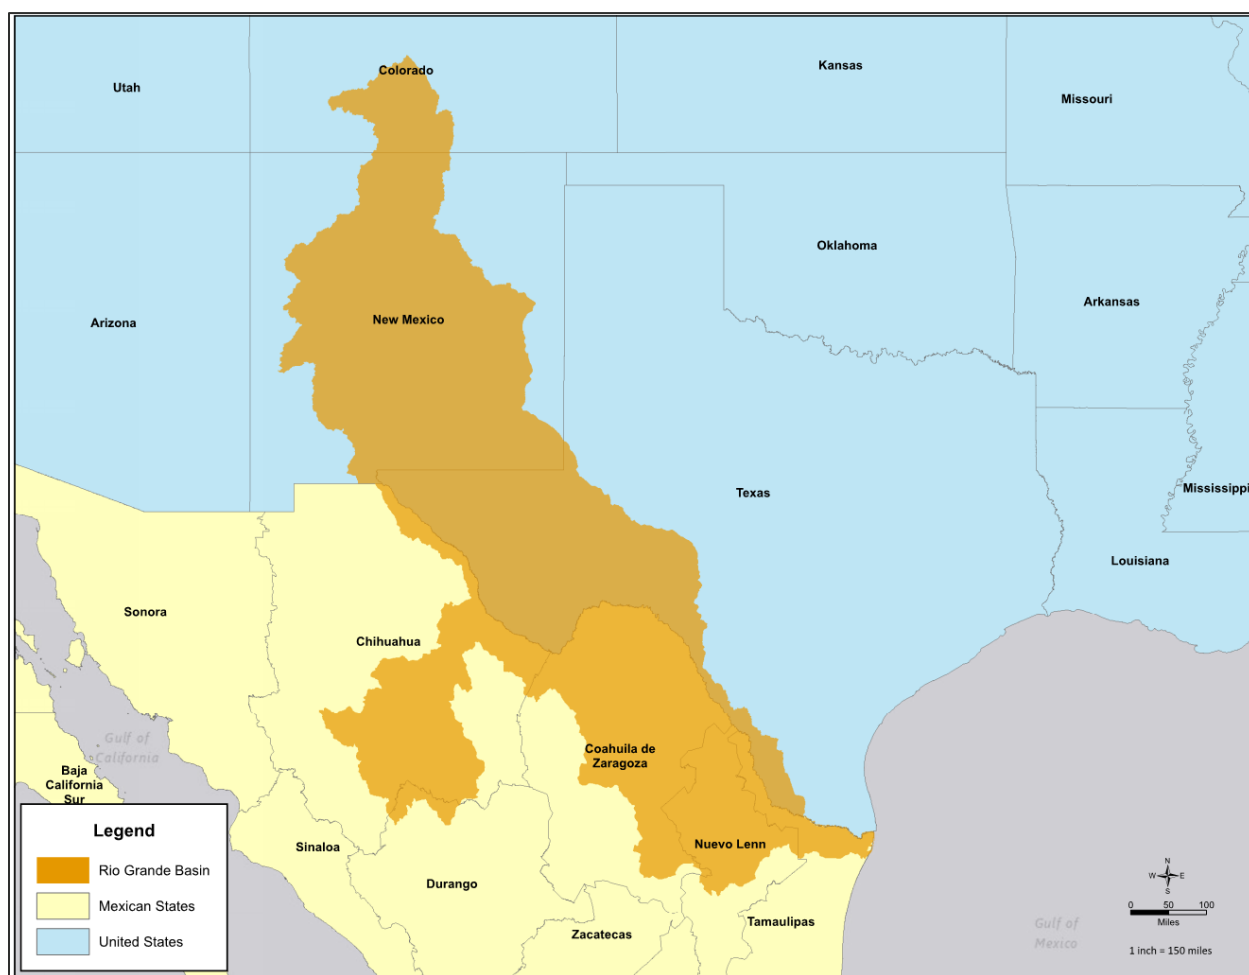 Colorado
Kansas
Utah
Missouri
Oklahoma
Arkansas
New Mexico
Arizona
Texas
Mississippi
Louisiana
Sonora
Chihuahua
Gulf of
California
Coahuila de
Zaragoza
Baja
California
Sur
Nuevo Lenn
Sinaloa
Durango
Tamaulipas
Zacatecas
Gulf of
Mexico
Legend
Rio Grande Basin
Mexican States
United States
N
W E
S
0 50 100
Miles
1 inch = 150 miles